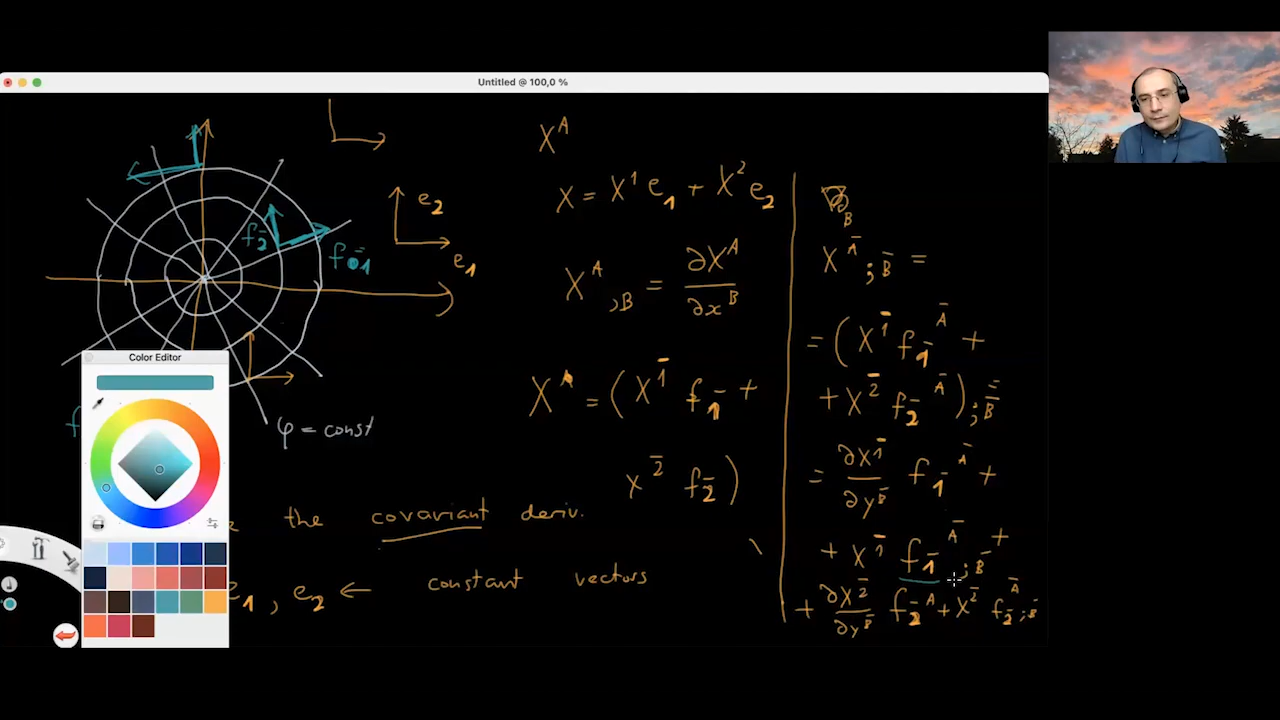 Untitled @ 100,0 %
X^A
X = X^1 e_1 + X^2 e_2
e_2
e_1
f_2̄
f_1̄
X^A_{,B} = ∂X^A / ∂x^B
X^A = (X^1̄ f_1̄ +
X^2̄ f_2̄)
φ = const
Color Editor
the covariant deriv.
e_1, e_2 ← constant vectors
X^Ā_{;B̄} =
= (X^1̄ f_1̄^Ā +
+ X^2̄ f_2̄^Ā)_{;B̄}
= ∂X^1̄ / ∂y^B̄ f_1̄^Ā +
+ X^1̄ f_1̄^Ā_{;B̄} +
+ ∂X^2̄ / ∂y^B̄ f_2̄^Ā + X^2̄ f_2̄^Ā_{;B̄}